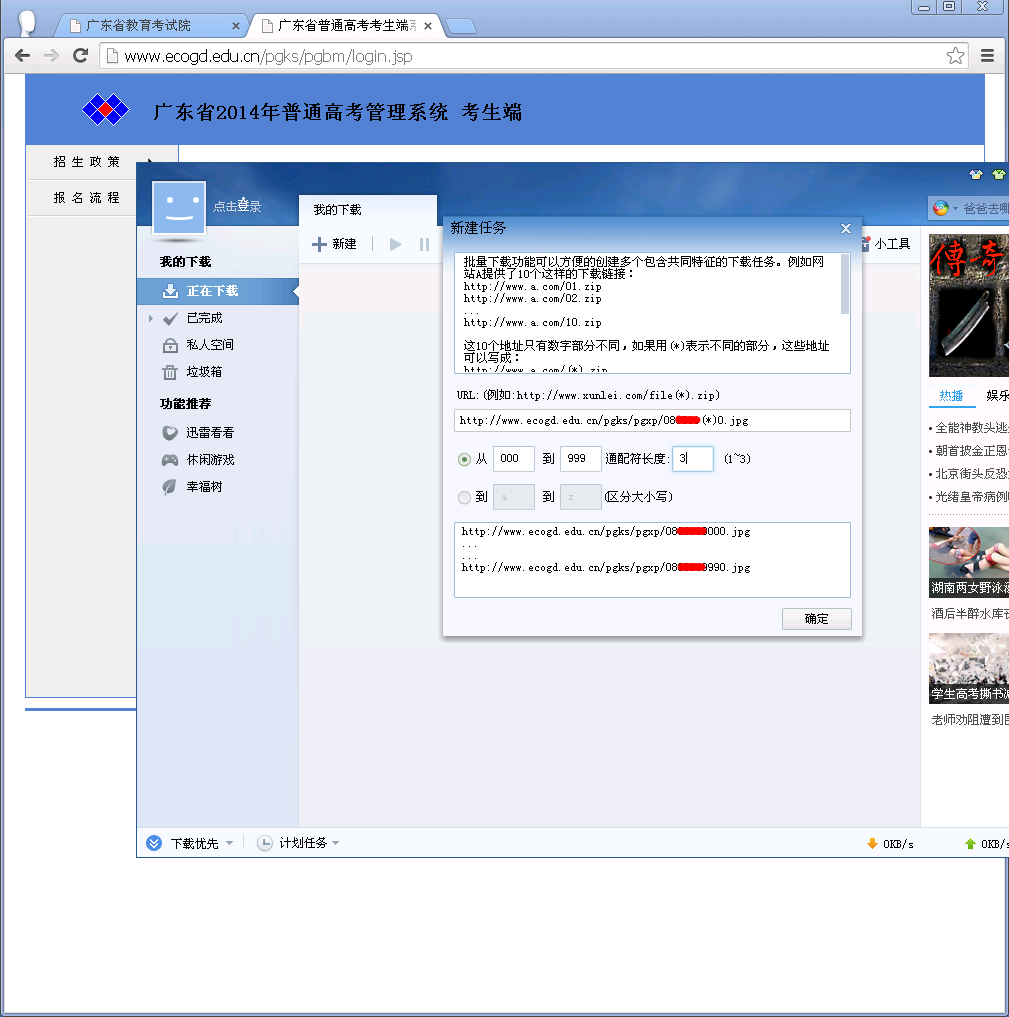 广东省教育考试院
广东省普通高考考生端系
www.ecogd.edu.cn/pgks/pgbm/login.jsp
广东省2014年普通高考管理系统 考生端
招生政策
报名流程
点击登录
我的下载
新建
小工具
爸爸去哪
我的下载
正在下载
已完成
私人空间
垃圾箱
功能推荐
迅雷看看
休闲游戏
幸福树
新建任务
批量下载功能可以方便的创建多个包含共同特征的下载任务。例如网
站A提供了10个这样的下载链接:
http://www.a.com/01.zip
http://www.a.com/02.zip
...
http://www.a.com/10.zip
这10个地址只有数字部分不同,如果用(*)表示不同的部分,这些地址
可以写成:
http://www.a.com/(*).zip
URL:(例如:http://www.xunlei.com/file(*).zip)
http://www.ecogd.edu.cn/pgks/pgxp/08 (*)0.jpg
从 000 到 999 通配符长度: 3 (1~3)
到 a 到 z (区分大小写)
http://www.ecogd.edu.cn/pgks/pgxp/08 000.jpg
...
...
http://www.ecogd.edu.cn/pgks/pgxp/08 990.jpg
确定
傳奇
热播 娱乐
全能神教头逃
朝首披金正恩
北京街头反恐
光绪皇帝病例
湖南两女野泳
酒后半醉水库
学生高考撕书
老师劝阻遭到
下载优先
计划任务
0KB/s
0KB/s